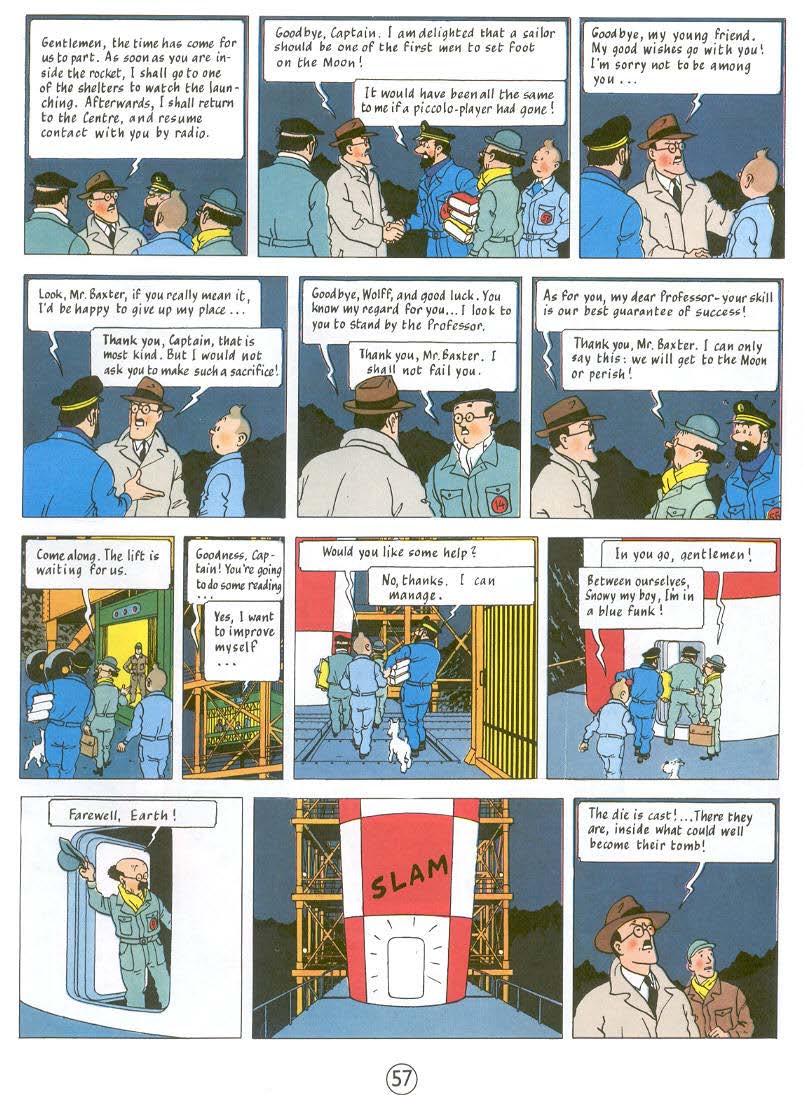 Gentlemen, the time has come for
us to part. As soon as you are in-
side the rocket, I shall go to one
of the shelters to watch the laun-
ching. Afterwards, I shall return
to the Centre, and resume
contact with you by radio.
Goodbye, Captain. I am delighted that a sailor
should be one of the first men to set foot
on the Moon!
It would have been all the same
to me if a piccolo-player had gone!
Goodbye, my young friend.
My good wishes go with you!
I'm sorry not to be among
you ...
Look, Mr. Baxter, if you really mean it,
I'd be happy to give up my place ...
Thank you, Captain, that is
most kind. But I would not
ask you to make such a sacrifice!
Goodbye, Wolff, and good luck. You
know my regard for you... I look to
you to stand by the Professor.
Thank you, Mr. Baxter. I
shall not fail you.
14
As for you, my dear Professor-your skill
is our best guarantee of success!
Thank you, Mr. Baxter. I can only
say this: we will get to the Moon
or perish!
Come along. The lift is
waiting for us.
Goodness, Cap-
tain! You're going
to do some reading
...
Yes, I want
to improve
myself
...
Would you like some help?
No, thanks. I can
manage.
In you go, gentlemen!
Between ourselves,
Snowy my boy, I'm in
a blue funk!
Farewell, Earth!
SLAM
The die is cast!...There they
are, inside what could well
become their tomb!
57